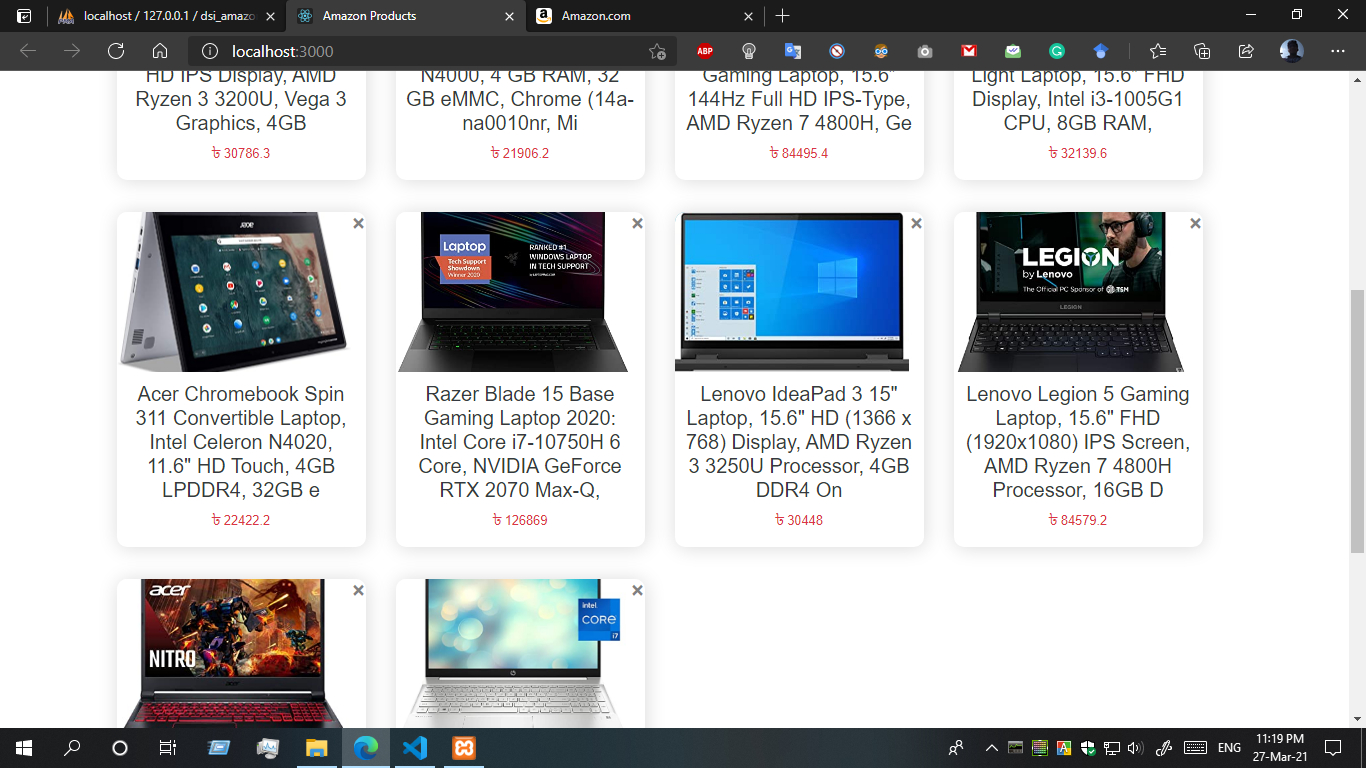 localhost / 127.0.0.1 / dsi_amazo
Amazon Products
Amazon.com
localhost:3000
ABP
HD IPS Display, AMD
Ryzen 3 3200U, Vega 3
Graphics, 4GB
৳ 30786.3
N4000, 4 GB RAM, 32
GB eMMC, Chrome (14a-
na0010nr, Mi
৳ 21906.2
Gaming Laptop, 15.6"
144Hz Full HD IPS-Type,
AMD Ryzen 7 4800H, Ge
৳ 84495.4
Light Laptop, 15.6" FHD
Display, Intel i3-1005G1
CPU, 8GB RAM,
৳ 32139.6
acer
Acer Chromebook Spin
311 Convertible Laptop,
Intel Celeron N4020,
11.6" HD Touch, 4GB
LPDDR4, 32GB e
৳ 22422.2
Laptop
Tech Support
Showdown
Winner 2020
RANKED #1
WINDOWS LAPTOP
IN TECH SUPPORT
Razer Blade 15 Base
Gaming Laptop 2020:
Intel Core i7-10750H 6
Core, NVIDIA GeForce
RTX 2070 Max-Q,
৳ 126869
Lenovo IdeaPad 3 15"
Laptop, 15.6" HD (1366 x
768) Display, AMD Ryzen
3 3250U Processor, 4GB
DDR4 On
৳ 30448
LEGION
by Lenovo
The Official PC Sponsor of TSM
LEGION
Lenovo Legion 5 Gaming
Laptop, 15.6" FHD
(1920x1080) IPS Screen,
AMD Ryzen 7 4800H
Processor, 16GB D
৳ 84579.2
acer
NITRO
acer
intel
CORE
i7
hp
ENG
11:19 PM
27-Mar-21